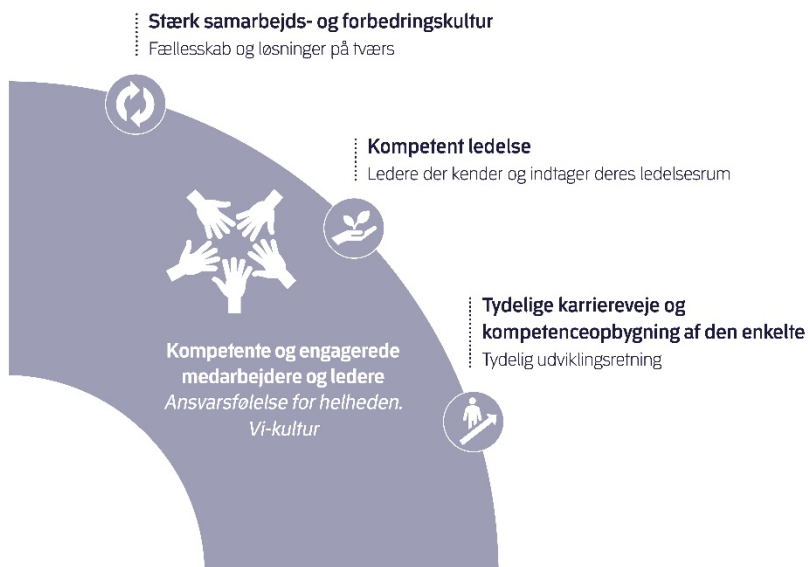 Stærk samarbejds- og forbedringskultur
Fællesskab og løsninger på tværs
Kompetent ledelse
Ledere der kender og indtager deres ledelsesrum
Tydelige karriereveje og
kompetenceopbygning af den enkelte
Tydelig udviklingsretning
Kompetente og engagerede
medarbejdere og ledere
Ansvarsfølelse for helheden.
Vi-kultur